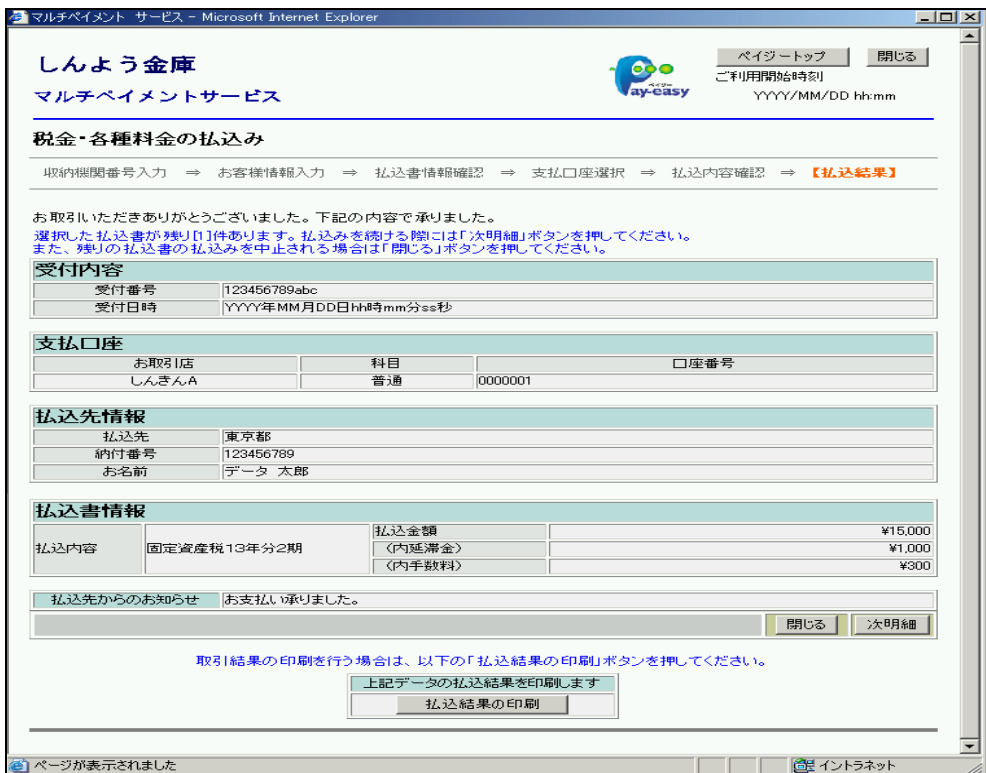 マルチペイメント サービス - Microsoft Internet Explorer
しんよう金庫
マルチペイメントサービス
Pay-easy
ペイジー
ペイジートップ 閉じる
ご利用開始時刻
YYYY/MM/DD hh:mm
税金・各種料金の払込み
収納機関番号入力 ⇒ お客様情報入力 ⇒ 払込書情報確認 ⇒ 支払口座選択 ⇒ 払込内容確認 ⇒ 【払込結果】
お取引いただきありがとうございました。下記の内容で承りました。
選択した払込書が残り[1]件あります。払込みを続ける際には「次明細」ボタンを押してください。
また、残りの払込書の払込みを中止される場合は「閉じる」ボタンを押してください。
受付内容
受付番号 123456789abc
受付日時 YYYY年MM月DD日hh時mm分ss秒
支払口座
お取引店 科目 口座番号
しんきんA 普通 0000001
払込先情報
払込先 東京都
納付番号 123456789
お名前 データ 太郎
払込書情報
払込内容 固定資産税13年分2期 払込金額 ¥15,000
（内延滞金） ¥1,000
（内手数料） ¥300
払込先からのお知らせ お支払い承りました。
閉じる 次明細
取引結果の印刷を行う場合は、以下の「払込結果の印刷」ボタンを押してください。
上記データの払込結果を印刷します
払込結果の印刷
ページが表示されました イントラネット